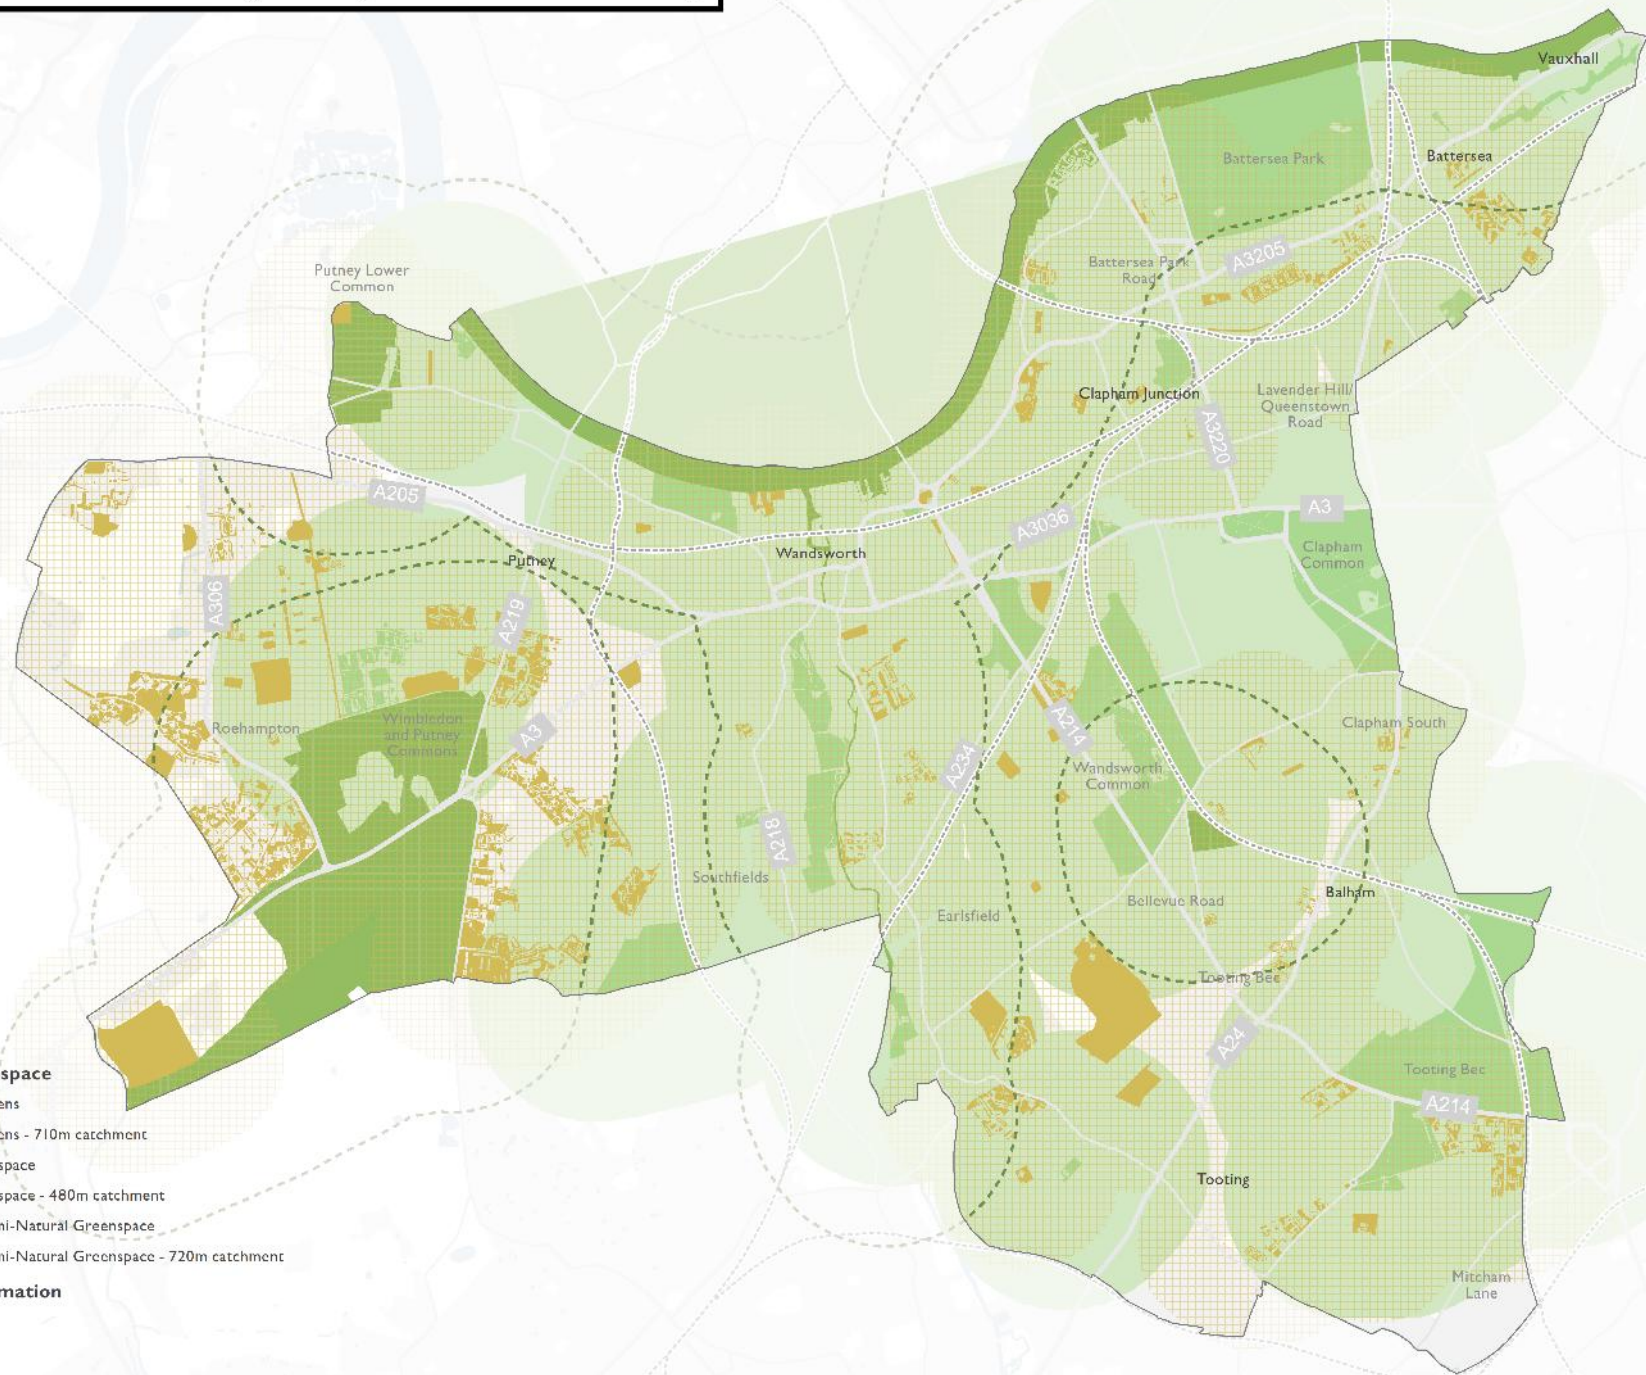 Vauxhall
Battersea Park
Battersea
Putney Lower
Common
Battersea Park
Road
A3205
Clapham Junction
Lavender Hill/
Queenstown
Road
A3220
A205
A3
A3036
Clapham
Common
Putney
Wandsworth
A306
A219
Roehampton
Wimbledon
and Putney
Commons
A3
A214
Clapham South
A234
Wandsworth
Common
A218
Southfields
Balham
Earlsfield
Bellevue Road
Tooting Bec
A24
Tooting Bec
A214
Tooting
Mitcham
Lane
space
ens
ens - 710m catchment
space
space - 480m catchment
ni-Natural Greenspace
ni-Natural Greenspace - 720m catchment
mation